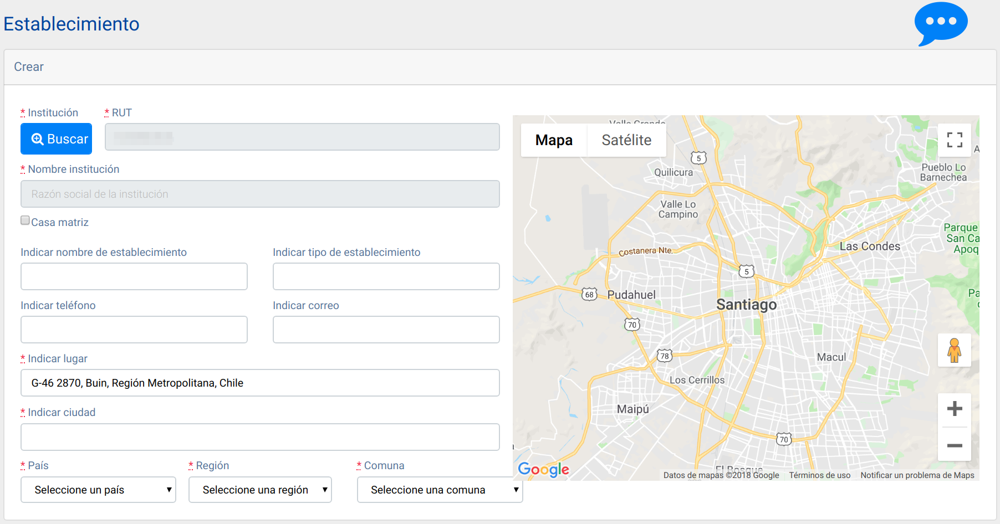 Establecimiento
Crear
* Institución
* RUT
Buscar
* Nombre institución
Razón social de la institución
Casa matriz
Indicar nombre de establecimiento
Indicar tipo de establecimiento
Indicar teléfono
Indicar correo
* Indicar lugar
G-46 2870, Buin, Región Metropolitana, Chile
* Indicar ciudad
* País
* Región
* Comuna
Seleccione un país
Seleccione una región
Seleccione una comuna
Valle Grande
Mapa
Satélite
5
Quilicura
Pueblo Lo
Barnechea
Valle Lo
Campino
Parque
San Ca
Apoq
Las Condes
Costanera Nte.
5
68
Pudahuel
Pa
Santiago
70
78
Macul
Los Cerrillos
Maipú
70
El Bosque
Google
Datos de mapas ©2018 Google
Términos de uso
Notificar un problema de Maps